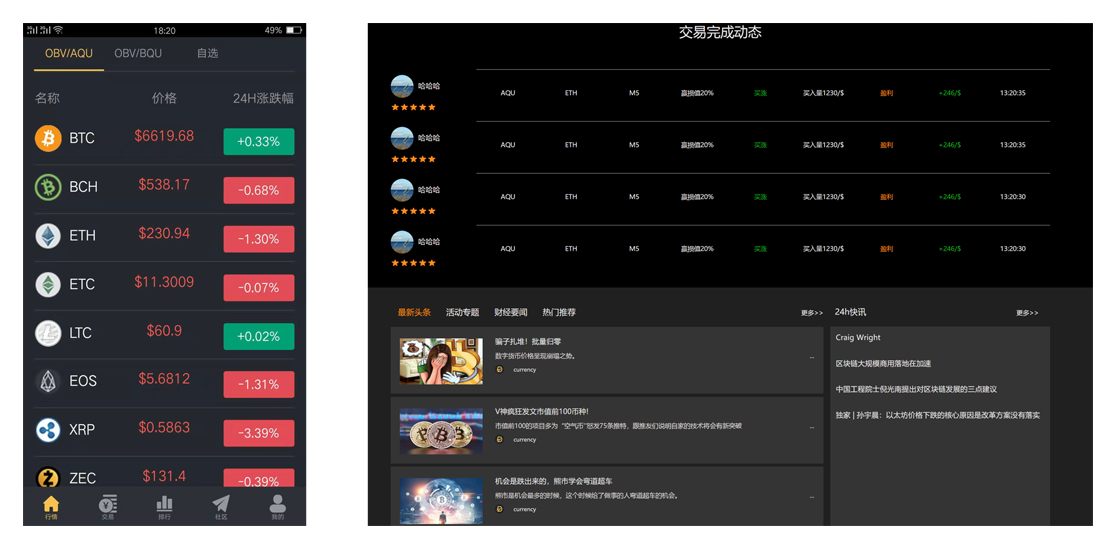 18:20
49%
OBV/AQU OBV/BQU 自选
名称 价格 24H涨跌幅
BTC $6619.68 +0.33%
BCH $538.17 -0.68%
ETH $230.94 -1.30%
ETC $11.3009 -0.07%
LTC $60.9 +0.02%
EOS $5.6812 -1.31%
XRP $0.5863 -3.39%
ZEC $131.4 -0.39%
行情 交易 排行 社区 我的
交易完成动态
哈哈哈 AQU ETH M5 赢损值20% 买涨 买入量1230/$ 盈利 +246/$ 13:20:35
哈哈哈 AQU ETH M5 赢损值20% 买涨 买入量1230/$ 盈利 +246/$ 13:20:35
哈哈哈 AQU ETH M5 赢损值20% 买涨 买入量1230/$ 盈利 +246/$ 13:20:30
哈哈哈 AQU ETH M5 赢损值20% 买涨 买入量1230/$ 盈利 +246/$ 13:20:30
最新头条 活动专题 财经要闻 热门推荐 更多>>
骗子扎堆！批量归零
数字货币价格呈现崩塌之势。 ...
currency
V神疯狂发文市值前100币种!
市值前100的项目多为“空气币”怒发75条推特，跟推友们说明自家的技术将会有新突破 ...
currency
机会是跌出来的，熊市学会弯道超车
熊市是机会最多的时候，这个时候给了做事的人弯道超车的机会。 ...
currency
24h快讯 更多>>
Craig Wright
区块链大规模商用落地在加速
中国工程院士倪光南提出对区块链发展的三点建议
独家 | 孙宇晨：以太坊价格下跌的核心原因是改革方案没有落实